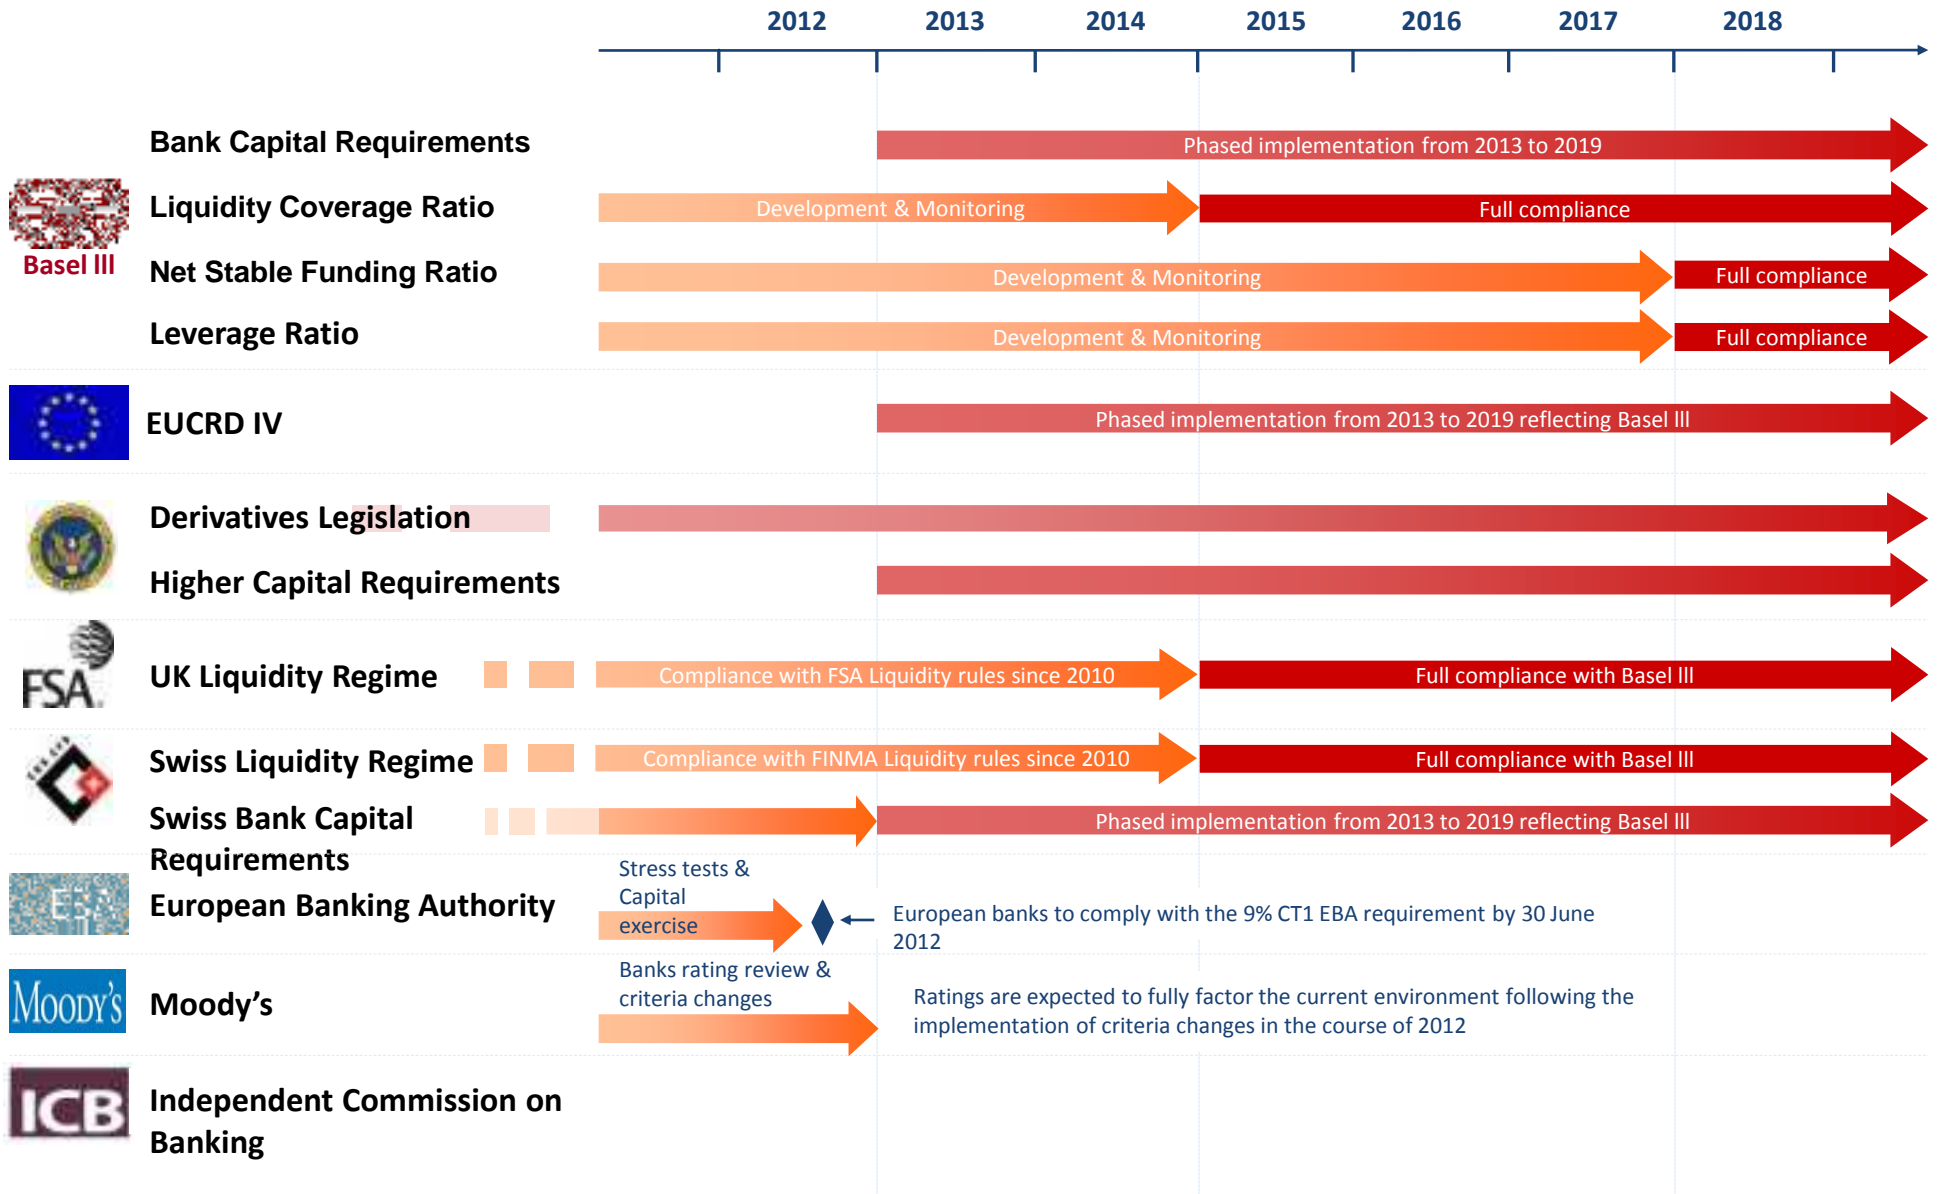 2012 2013 2014 2015 2016 2017 2018
Bank Capital Requirements
Phased implementation from 2013 to 2019
Liquidity Coverage Ratio
Development & Monitoring
Full compliance
Basel lll
Net Stable Funding Ratio
Development & Monitoring
Full compliance
Leverage Ratio
Development & Monitoring
Full compliance
EUCRD IV
Phased implementation from 2013 to 2019 reflecting Basel lll
Derivatives Legislation
Higher Capital Requirements
FSA
UK Liquidity Regime
Compliance with FSA Liquidity rules since 2010
Full compliance with Basel lll
Swiss Liquidity Regime
Compliance with FINMA Liquidity rules since 2010
Full compliance with Basel lll
Swiss Bank Capital
Requirements
Phased implementation from 2013 to 2019 reflecting Basel lll
EBA
European Banking Authority
Stress tests &
Capital
exercise
European banks to comply with the 9% CT1 EBA requirement by 30 June
2012
MOODY'S
Moody's
Banks rating review &
criteria changes
Ratings are expected to fully factor the current environment following the
implementation of criteria changes in the course of 2012
ICB
Independent Commission on
Banking